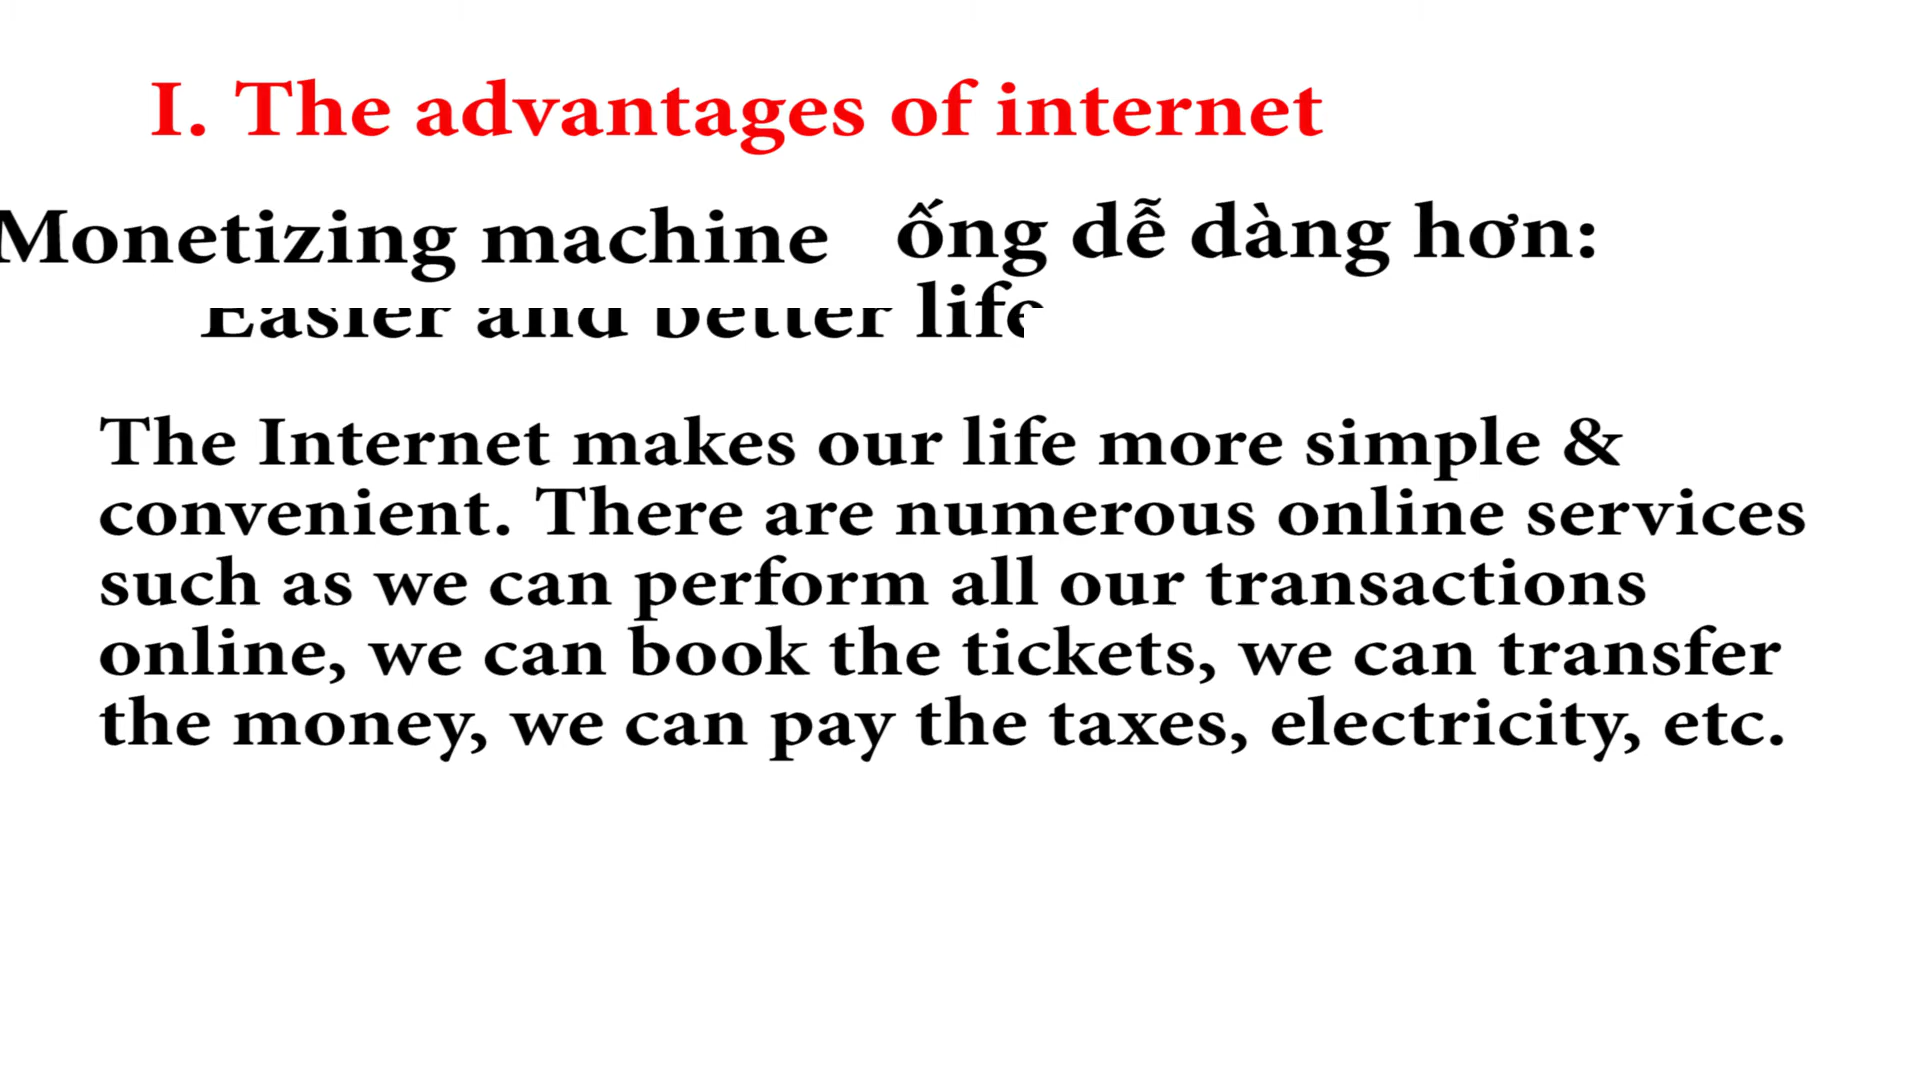 I. The advantages of internet
Monetizing machine ống dễ dàng hơn:
Easier and better life
The Internet makes our life more simple &
convenient. There are numerous online services
such as we can perform all our transactions
online, we can book the tickets, we can transfer
the money, we can pay the taxes, electricity, etc.